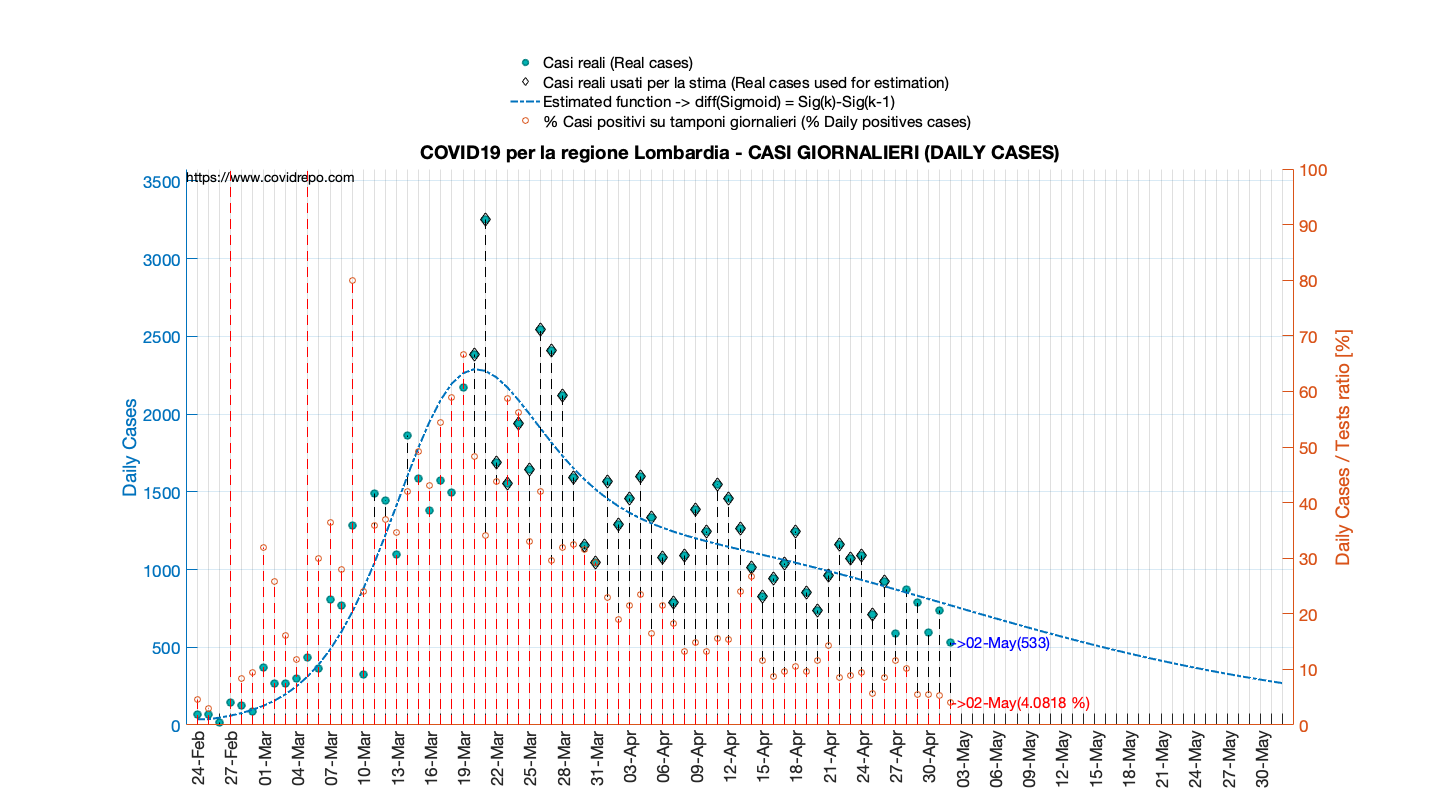 Casi reali (Real cases)
Casi reali usati per la stima (Real cases used for estimation)
Estimated function -> diff(Sigmoid) = Sig(k)-Sig(k-1)
% Casi positivi su tamponi giornalieri (% Daily positives cases)
COVID19 per la regione Lombardia - CASI GIORNALIERI (DAILY CASES)
https://www.covidrepo.com
Daily Cases
3500
3000
2500
2000
1500
1000
500
0
100
90
80
70
60
50
40
30
20
10
0
Daily Cases / Tests ratio [%]
->02-May(533)
->02-May(4.0818 %)
24-Feb
27-Feb
01-Mar
04-Mar
07-Mar
10-Mar
13-Mar
16-Mar
19-Mar
22-Mar
25-Mar
28-Mar
31-Mar
03-Apr
06-Apr
09-Apr
12-Apr
15-Apr
18-Apr
21-Apr
24-Apr
27-Apr
30-Apr
03-May
06-May
09-May
12-May
15-May
18-May
21-May
24-May
27-May
30-May